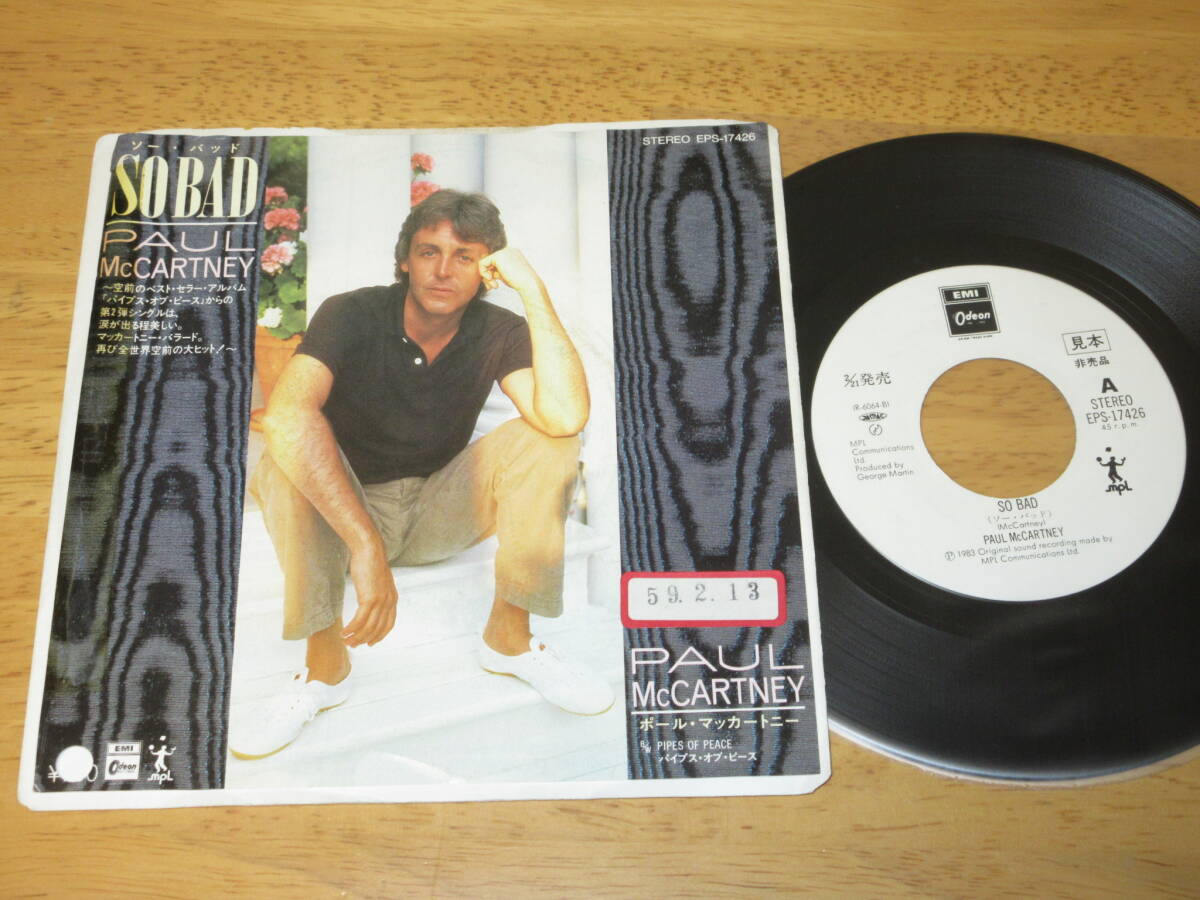 ソー・バッド
SO BAD
PAUL
McCARTNEY
〜空前のベスト・セラー・アルバム
「パイプス・オブ・ピース」からの
第2弾シングルは、
涙が出る程美しい。
マッカートニー・バラード。
再び全世界空前の大ヒット!〜
STEREO EPS-17426
59.2.13
PAUL
McCARTNEY
ポール・マッカートニー
B/W PIPES OF PEACE
パイプス・オブ・ピース
¥
EMI
Odeon
mpL
EMI
Odeon
見本
非売品
2/21発売
A
STEREO
EPS-17426
45 r.p.m.
(R-6064-B)
MPL
Communications
Ltd.
Produced by
George Martin
mpL
SO BAD
(ソー・バッド)
(McCartney)
PAUL McCARTNEY
Ⓟ 1983 Original sound recording made by
MPL Communications Ltd.